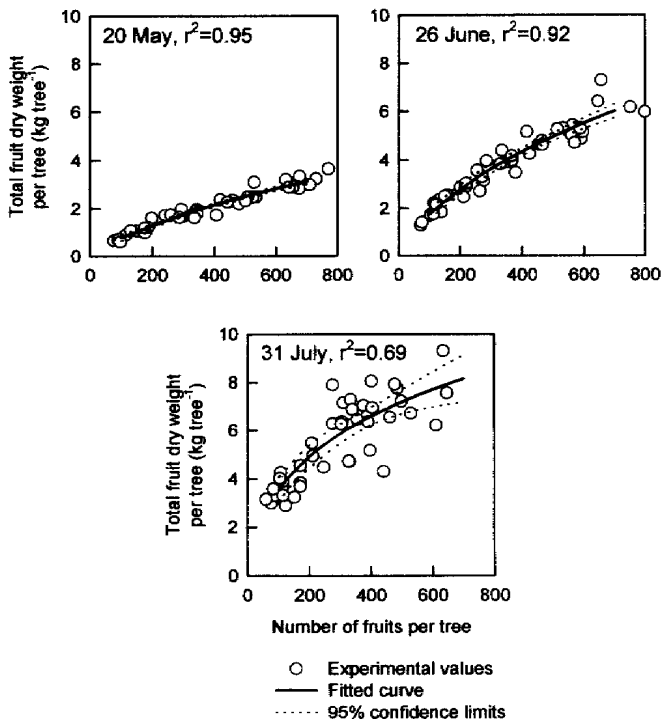 20 May, r²=0.95
26 June, r²=0.92
Total fruit dry weight
per tree (kg tree⁻¹)
10
8
6
4
2
0
0 200 400 600 800
10
8
6
4
2
0
0 200 400 600 800
31 July, r²=0.69
Total fruit dry weight
per tree (kg tree⁻¹)
10
8
6
4
2
0
0 200 400 600 800
Number of fruits per tree
Experimental values
Fitted curve
95% confidence limits